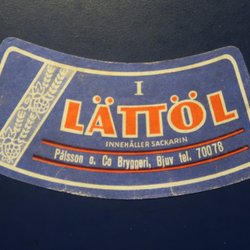 I
LÄTTÖL
INNEHÅLLER SACKARIN
Pålsson o. Co Bryggeri, Bjuv tel. 70078